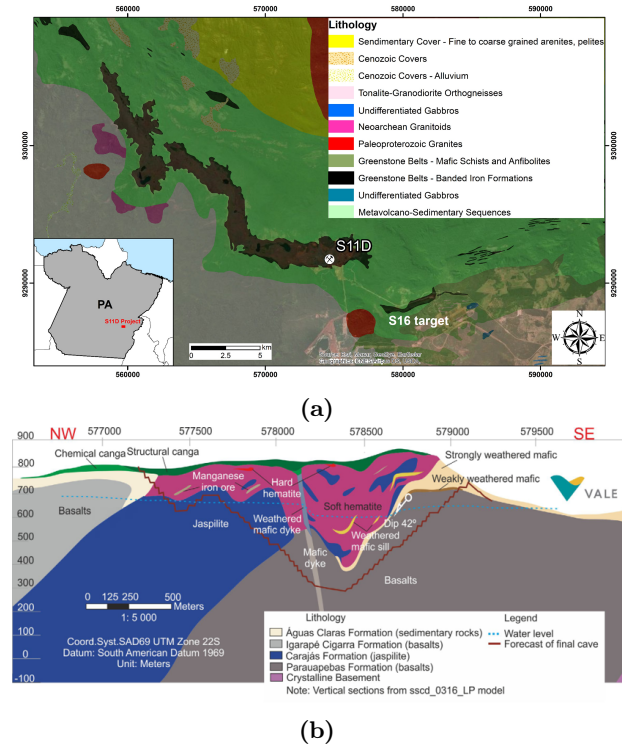 560000 570000 580000 590000
Lithology
Sendimentary Cover - Fine to coarse grained arenites, pelites
Cenozoic Covers
Cenozoic Covers - Alluvium
Tonalite-Granodiorite Orthogneisses
Undifferentiated Gabbros
Neoarchean Granitoids
Paleoproterozoic Granites
Greenstone Belts - Mafic Schists and Anfibolites
Greenstone Belts - Banded Iron Formations
Undifferentiated Gabbros
Metavolcano-Sedimentary Sequences
9300000 9300000
S11D
9290000 9290000
PA
S11D Project
S16 target
N
W E
S
km
0 2.5 5
560000 570000 580000 590000
(a)
900 NW 577000 577500 578000 578500 579000 579500 SE
800
700
600
500
400
300
200
100
0
-100
Chemical canga
Structural canga
Strongly weathered mafic
Weakly weathered mafic
Manganese iron ore
Hard hematite
Soft hematite
VALE
Basalts
Jaspilite
Weathered mafic dyke
Weathered mafic sill
Dip 42º
Mafic dyke
Basalts
0 125 250 500
Meters
1: 5 000
Coord.Syst.SAD69 UTM Zone 22S
Datum: South American Datum 1969
Unit: Meters
Lithology
Águas Claras Formation (sedimentary rocks)
Igarapé Cigarra Formation (basalts)
Carajás Formation (jaspilite)
Parauapebas Formation (basalts)
Crystalline Basement
Note: Vertical sections from sscd_0316_LP model
Legend
Water level
Forecast of final cave
(b)